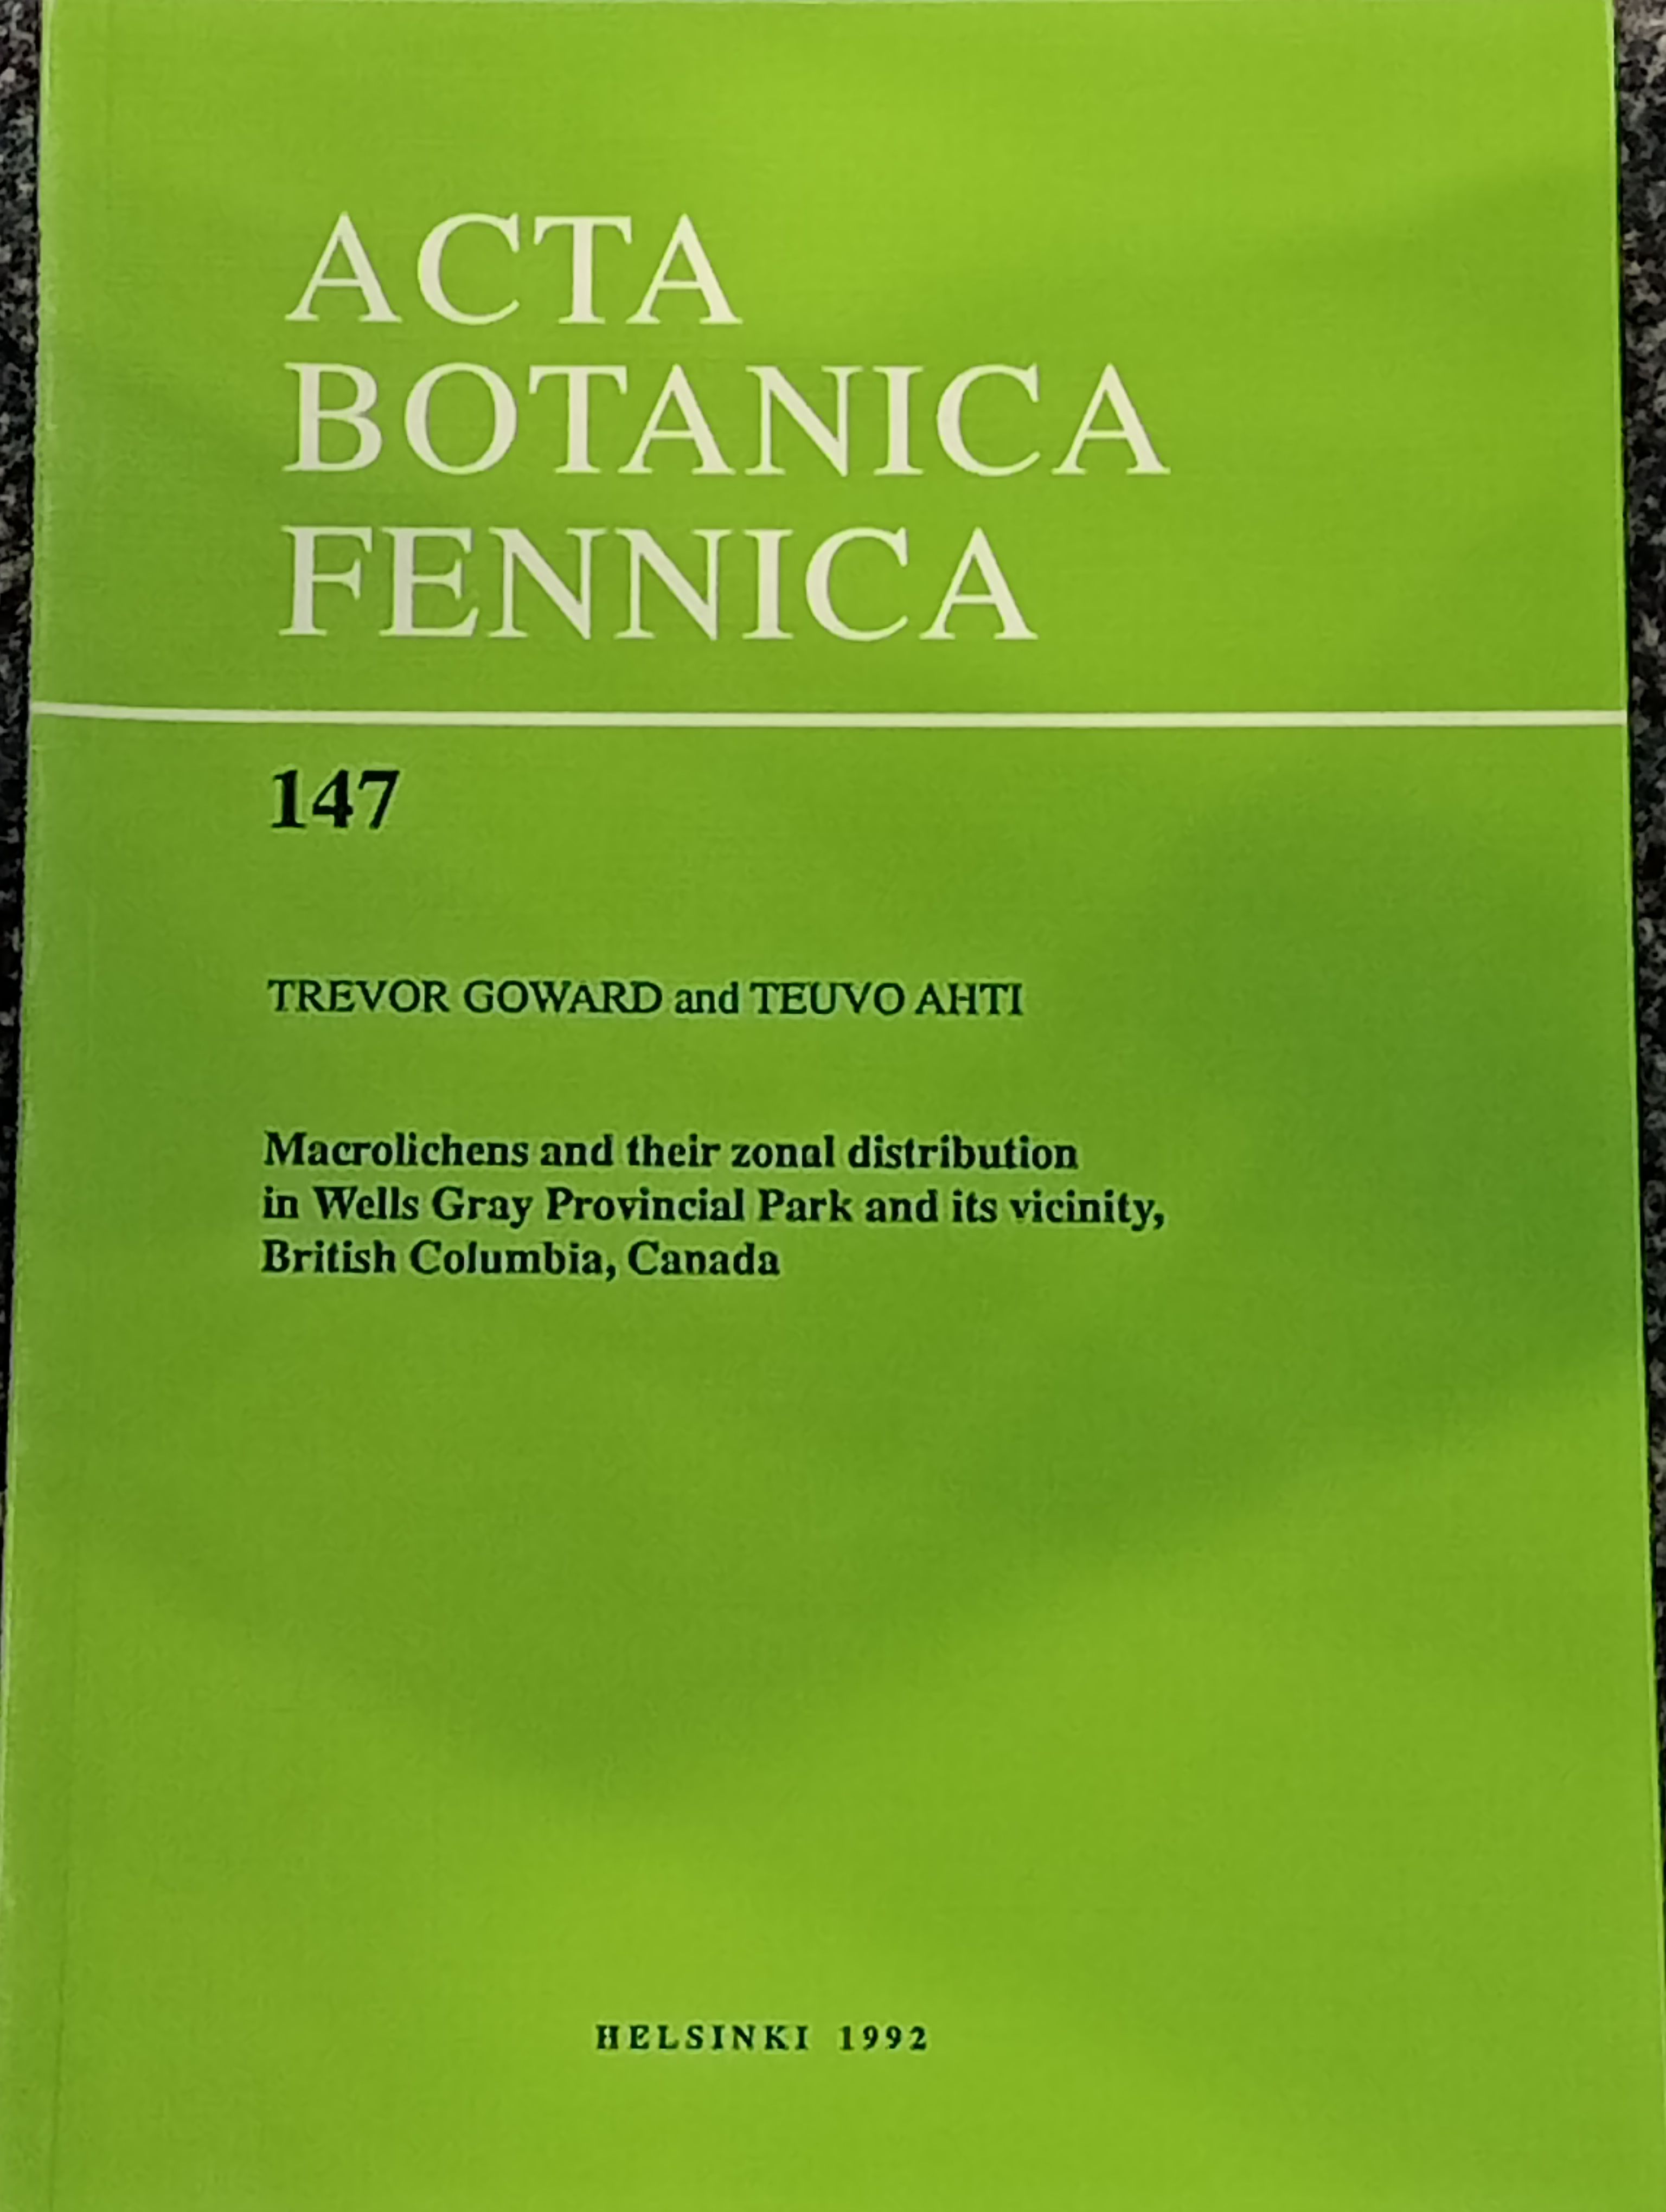 ACTA
BOTANICA
FENNICA
147
TREVOR GOWARD and TEUVO AHTI
Macrolichens and their zonal distribution
in Wells Gray Provincial Park and its vicinity,
British Columbia, Canada
HELSINKI 1992